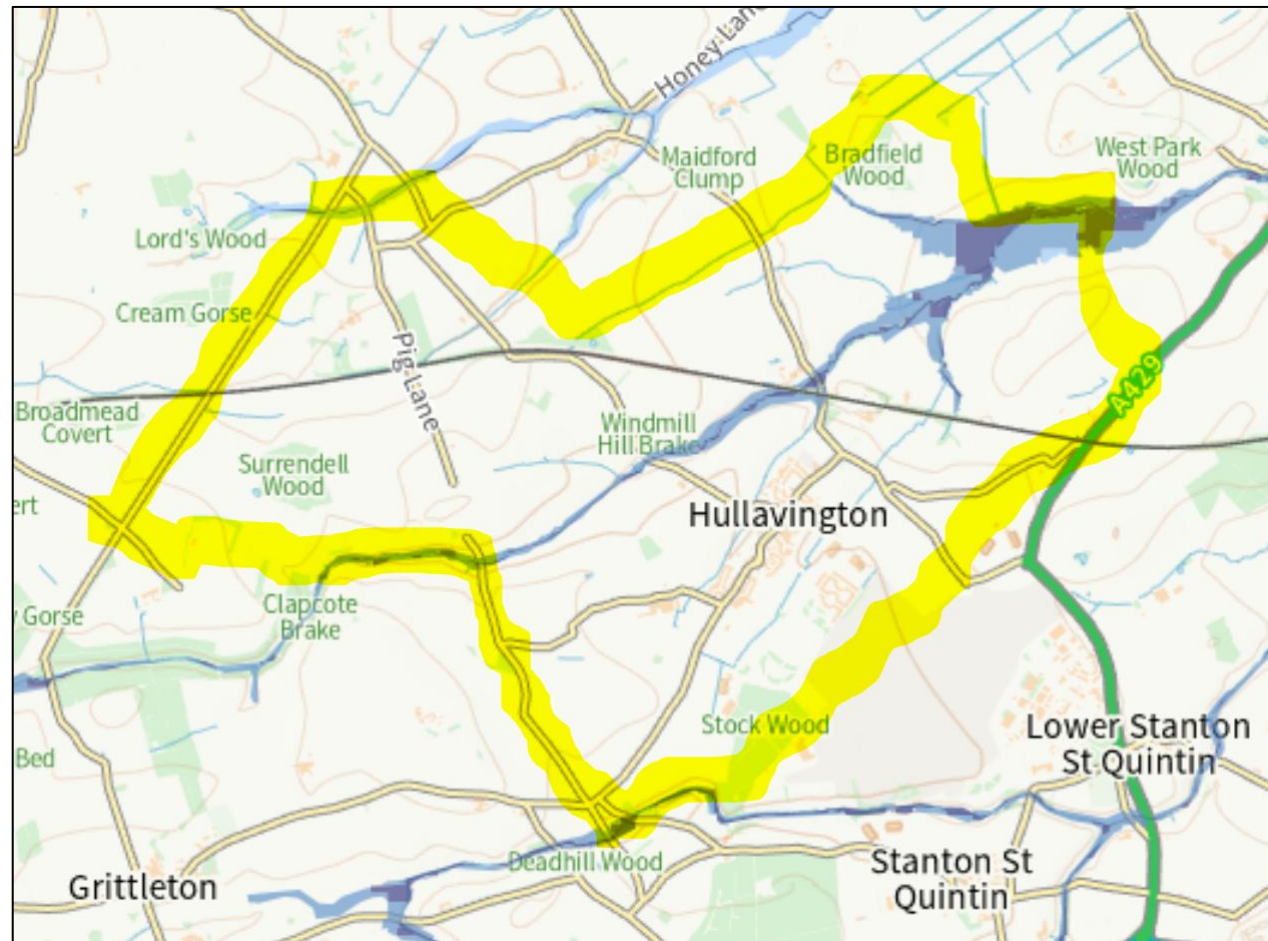 Honey Lane
Maidford
Clump
Bradfield
Wood
West Park
Wood
Lord's Wood
Cream Gorse
Pig Lane
A429
Broadmead
Covert
Windmill
Hill Brake
Surrendell
Wood
ert
Hullavington
Clapcote
Brake
Gorse
Stock Wood
Lower Stanton
St Quintin
Bed
Deadhill Wood
Stanton St
Quintin
Grittleton